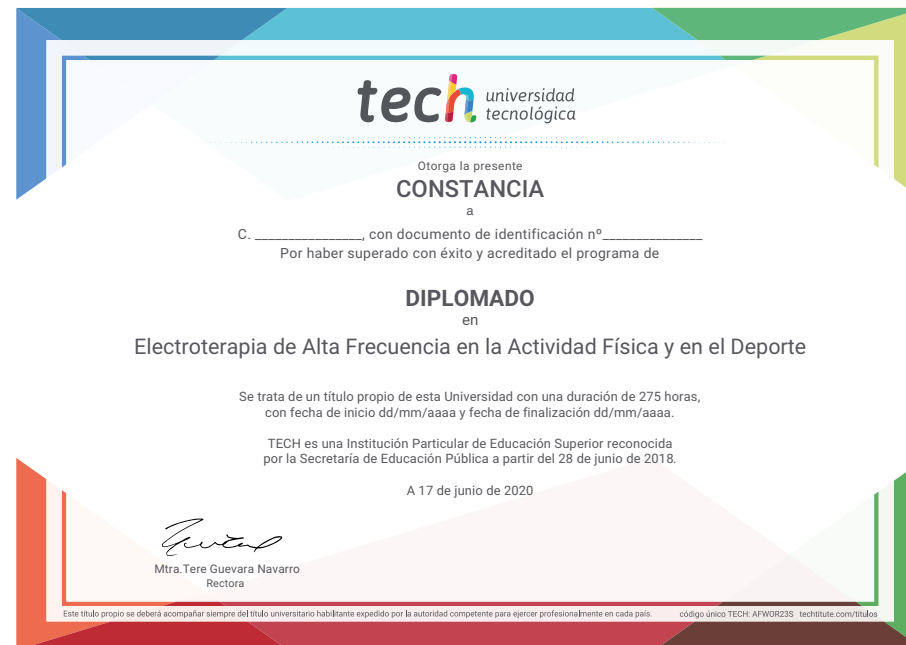 tech universidad
tecnológica
Otorga la presente
CONSTANCIA
a
C. ________________, con documento de identificación nº_______________
Por haber superado con éxito y acreditado el programa de
DIPLOMADO
en
Electroterapia de Alta Frecuencia en la Actividad Física y en el Deporte
Se trata de un título propio de esta Universidad con una duración de 275 horas,
con fecha de inicio dd/mm/aaaa y fecha de finalización dd/mm/aaaa.
TECH es una Institución Particular de Educación Superior reconocida
por la Secretaría de Educación Pública a partir del 28 de junio de 2018.
A 17 de junio de 2020
Mtra.Tere Guevara Navarro
Rectora
Este título propio se deberá acompañar siempre del título universitario habilitante expedido por la autoridad competente para ejercer profesionalmente en cada país. código único TECH: AFWOR23S techtitute.com/títulos